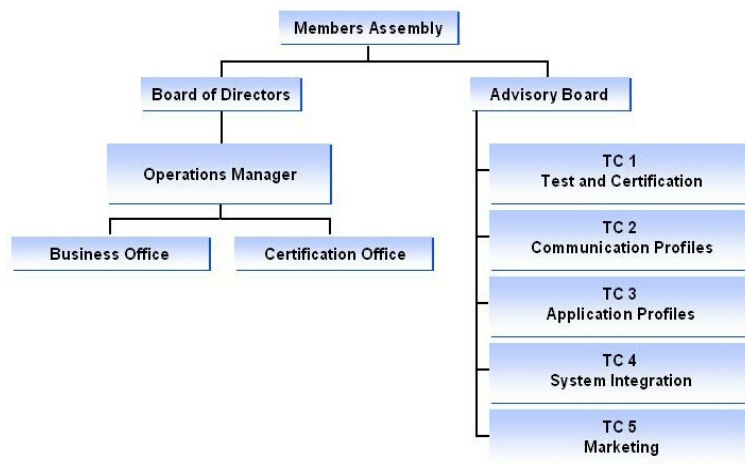 Members Assembly
Board of Directors
Advisory Board
Operations Manager
Business Office
Certification Office
TC 1
Test and Certification
TC 2
Communication Profiles
TC 3
Application Profiles
TC 4
System Integration
TC 5
Marketing